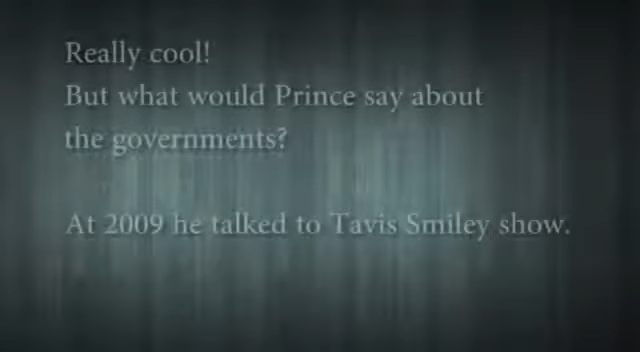 Really cool!
But what would Prince say about
the governments?
At 2009 he talked to Tavis Smiley show.